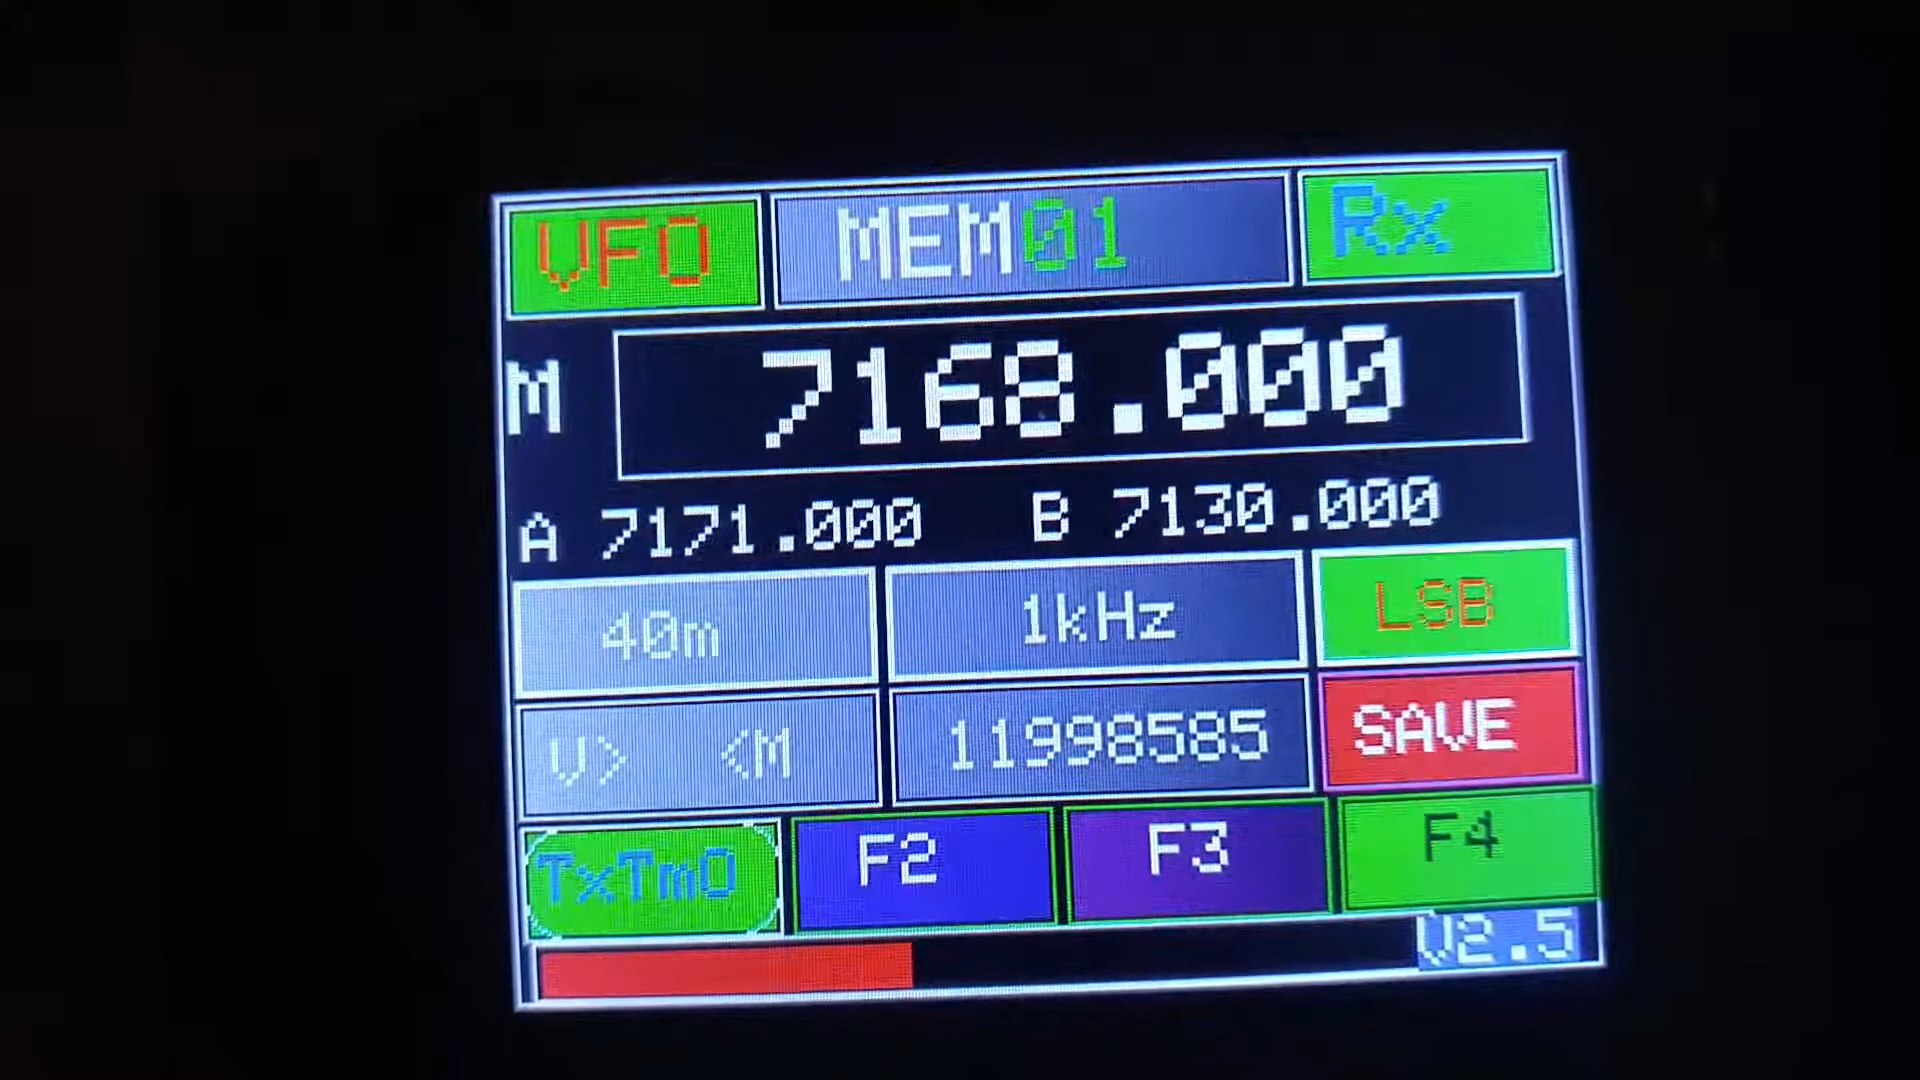 VFO MEM01 Rx
M 7168.000
A 7171.000 B 7130.000
40m 1kHz LSB
V> <M 11998585 SAVE
TxTmO F2 F3 F4
V2.5